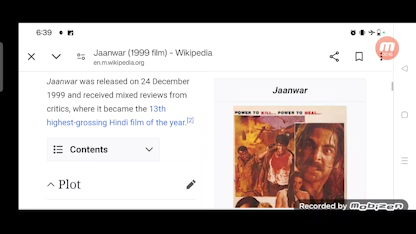 6:39
Jaanwar (1999 film) - Wikipedia
en.m.wikipedia.org
Jaanwar was released on 24 December
1999 and received mixed reviews from
critics, where it became the 13th
highest-grossing Hindi film of the year.[2]
Contents
Plot
Jaanwar
POWER TO KILL... POWER TO HEAL...
Recorded by mobizen